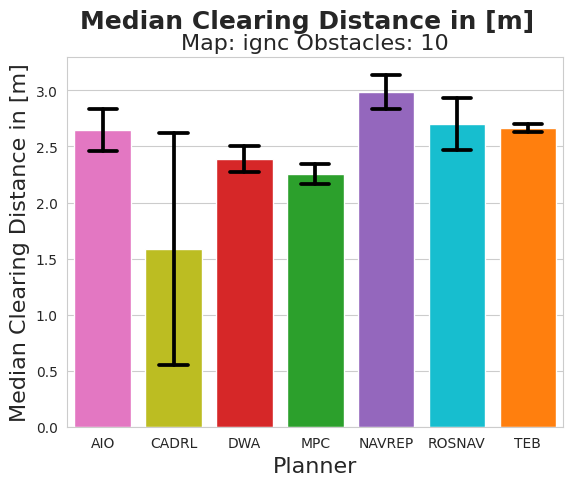 Median Clearing Distance in [m]
Map: ignc Obstacles: 10
Median Clearing Distance in [m]
3.0
2.5
2.0
1.5
1.0
0.5
0.0
AIO CADRL DWA MPC NAVREP ROSNAV TEB
Planner